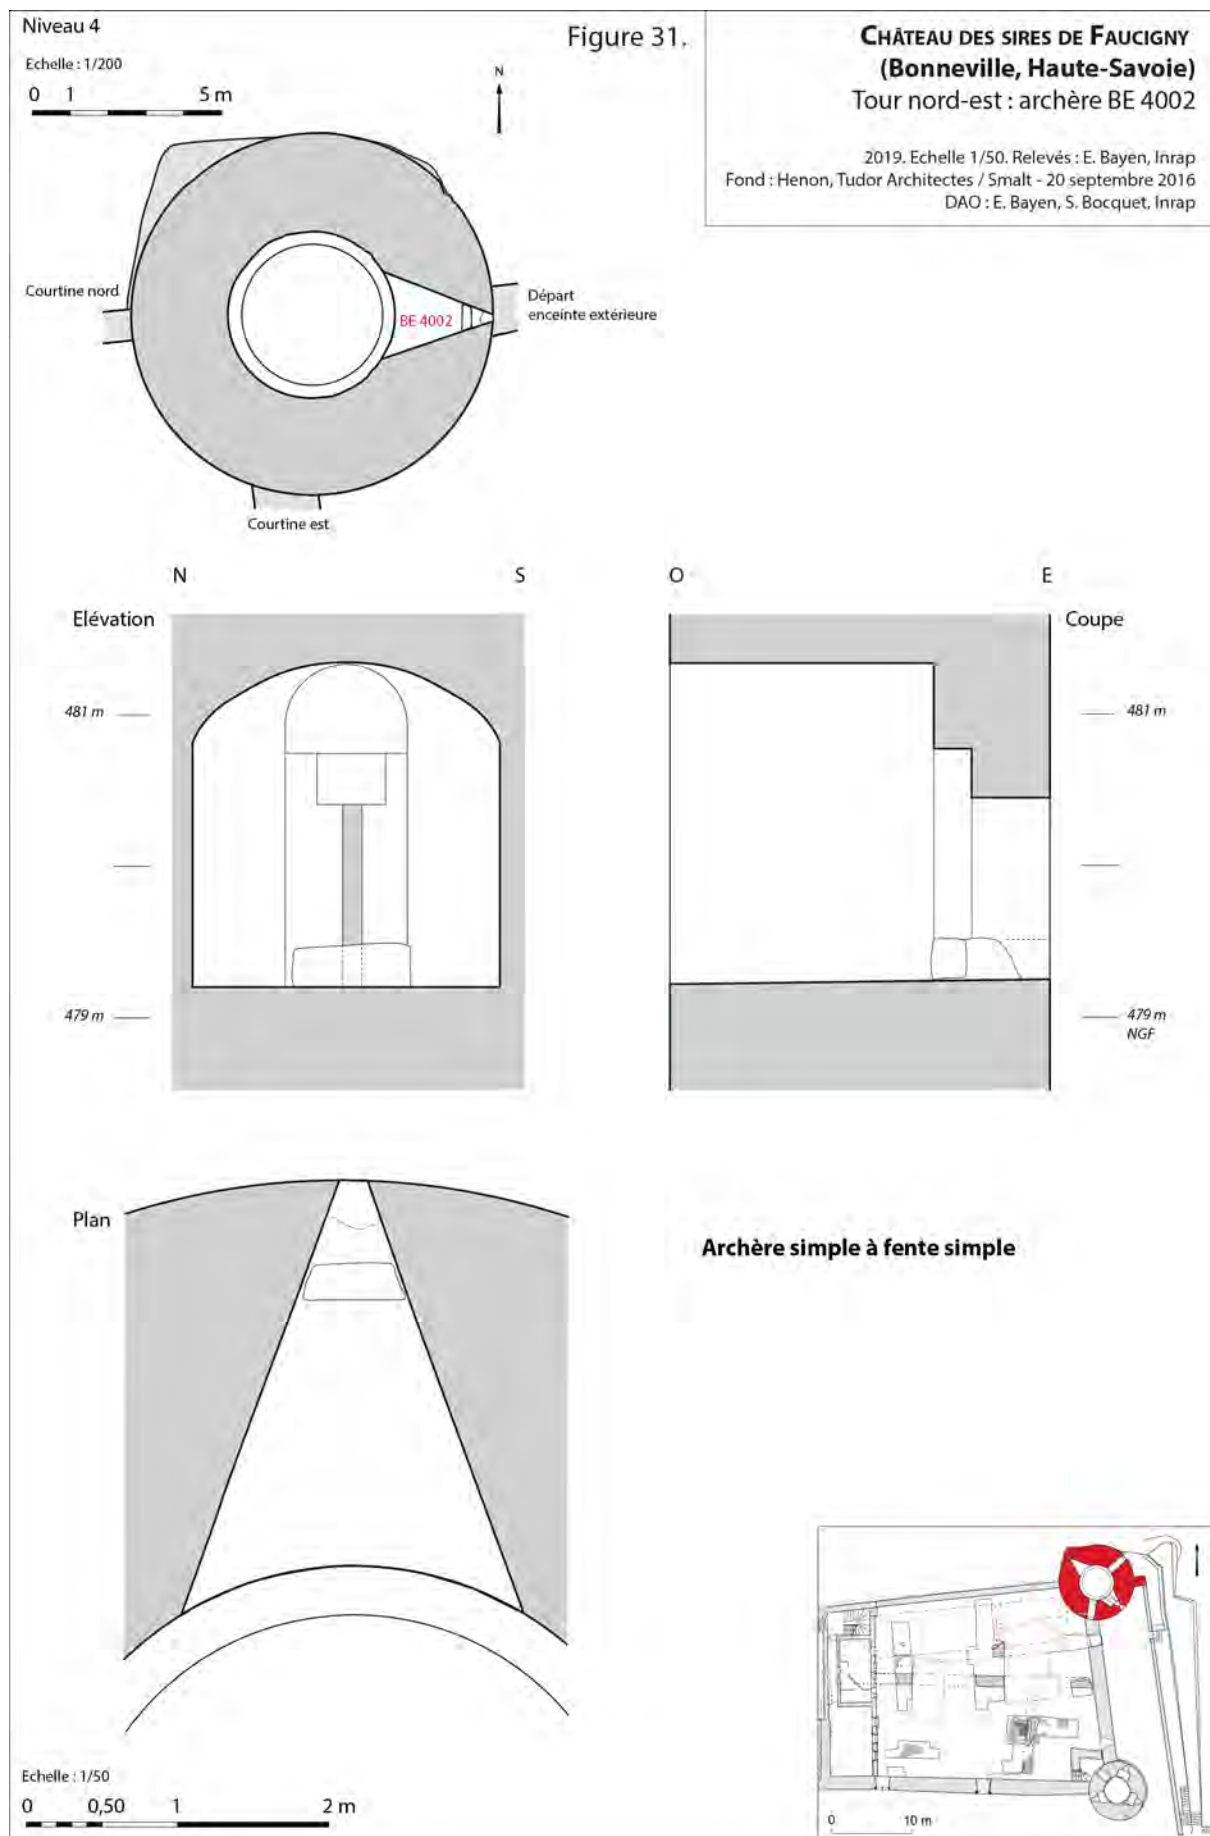 Niveau 4
Echelle : 1/200
0 1 5 m
Figure 31.
CHÂTEAU DES SIRES DE FAUCIGNY
(Bonneville, Haute-Savoie)
Tour nord-est : archère BE 4002
2019. Echelle 1/50. Relevés : E. Bayen, Inrap
Fond : Henon, Tudor Architectes / Smalt - 20 septembre 2016
DAO : E. Bayen, S. Bocquet, Inrap
N
Courtine nord
BE 4002
Départ
enceinte extérieure
Courtine est
N S
Elévation
481 m
479 m
O E
Coupe
481 m
479 m
NGF
Plan
Archère simple à fente simple
Echelle : 1/50
0 0,50 1 2 m
0 10 m